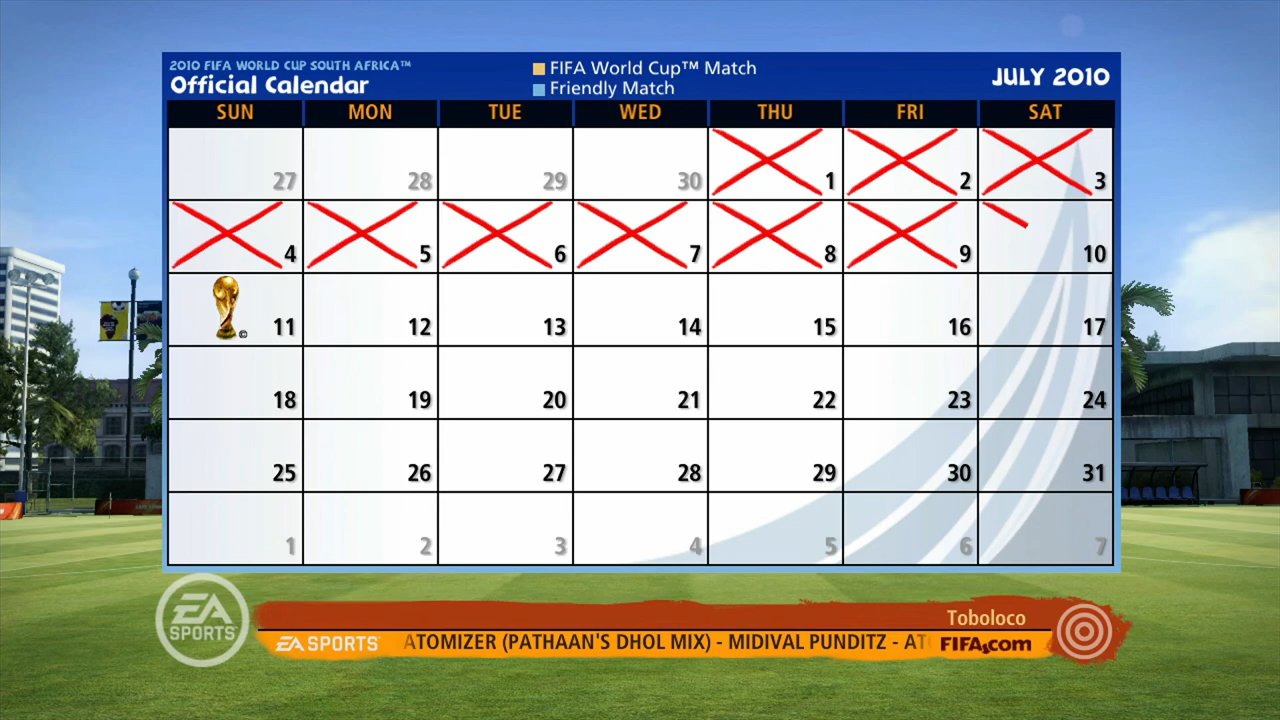 2010 FIFA WORLD CUP SOUTH AFRICA™
Official Calendar
FIFA World Cup™ Match
Friendly Match
JULY 2010
SUN MON TUE WED THU FRI SAT
27 28 29 30 1 2 3
4 5 6 7 8 9 10
© 11 12 13 14 15 16 17
18 19 20 21 22 23 24
25 26 27 28 29 30 31
1 2 3 4 5 6 7
EA
SPORTS™
Toboloco
EA SPORTS™ ATOMIZER (PATHAAN'S DHOL MIX) - MIDIVAL PUNDITZ - AT FIFA.com